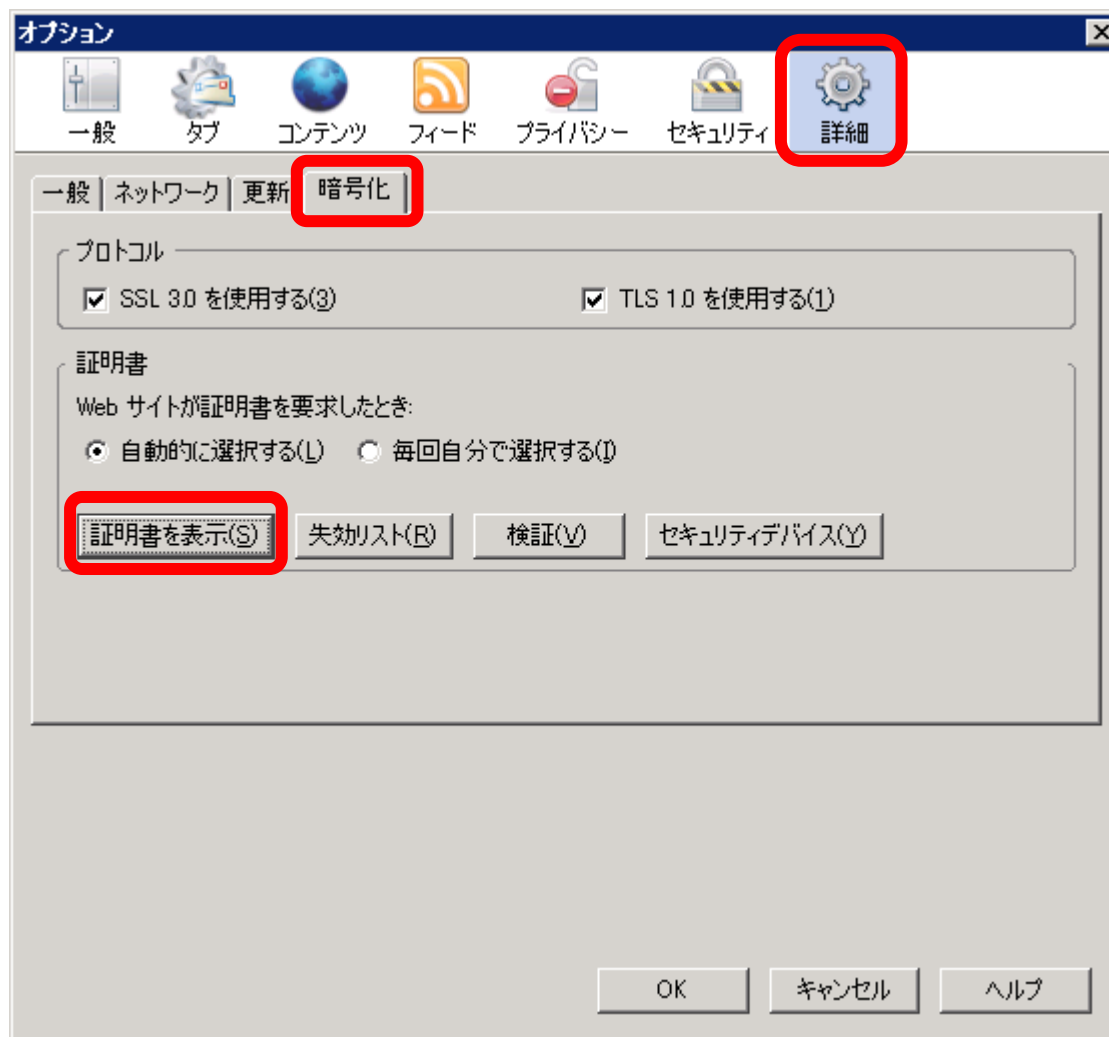 オプション
一般 タブ コンテンツ フィード プライバシー セキュリティ 詳細
一般 ネットワーク 更新 暗号化
プロトコル
SSL 3.0 を使用する(3) TLS 1.0 を使用する(1)
証明書
Web サイトが証明書を要求したとき:
自動的に選択する(L) 毎回自分で選択する(I)
証明書を表示(S) 失効リスト(R) 検証(V) セキュリティデバイス(Y)
OK キャンセル ヘルプ